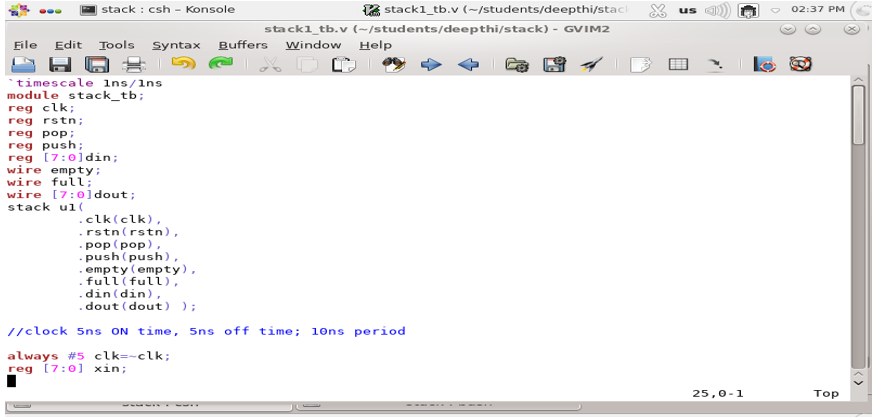 stack : csh – Konsole
stack1_tb.v (~/students/deepthi/stack
us
02:37 PM
stack1_tb.v (~/students/deepthi/stack) - GVIM2
File Edit Tools Syntax Buffers Window Help
`timescale 1ns/1ns
module stack_tb;
reg clk;
reg rstn;
reg pop;
reg push;
reg [7:0]din;
wire empty;
wire full;
wire [7:0]dout;
stack u1(
.clk(clk),
.rstn(rstn),
.pop(pop),
.push(push),
.empty(empty),
.full(full),
.din(din),
.dout(dout) );
//clock 5ns ON time, 5ns off time; 10ns period
always #5 clk=~clk;
reg [7:0] xin;
25,0-1 Top